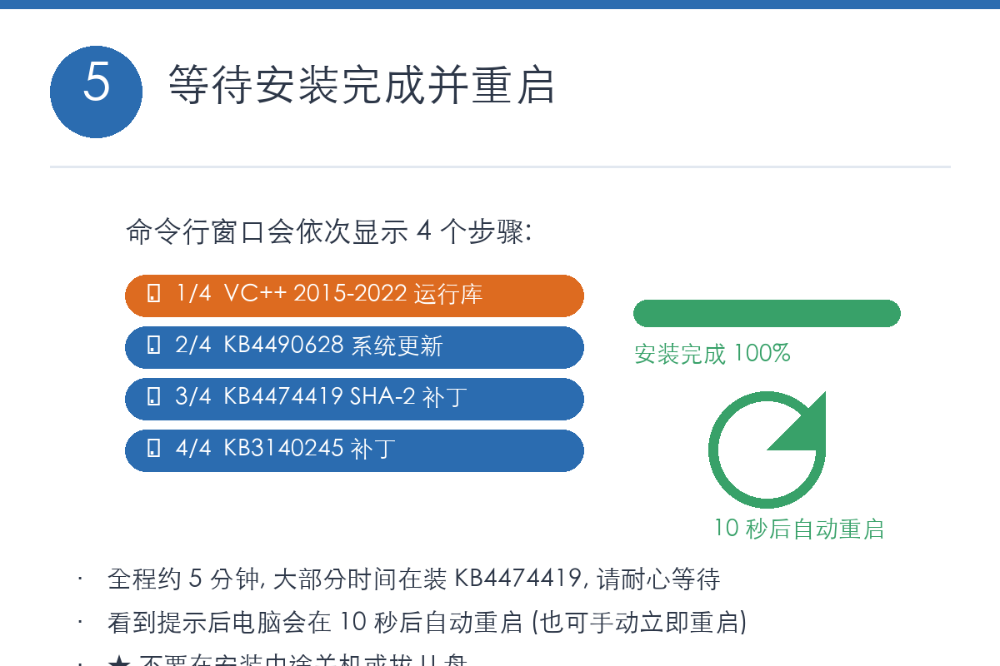 5
等待安装完成并重启
命令行窗口会依次显示 4 个步骤:
1/4 VC++ 2015-2022 运行库
2/4 KB4490628 系统更新
3/4 KB4474419 SHA-2 补丁
4/4 KB3140245 补丁
安装完成 100%
10 秒后自动重启
· 全程约 5 分钟, 大部分时间在装 KB4474419, 请耐心等待
· 看到提示后电脑会在 10 秒后自动重启 (也可手动立即重启)
· ★ 不要在安装中途关机或拔 U 盘